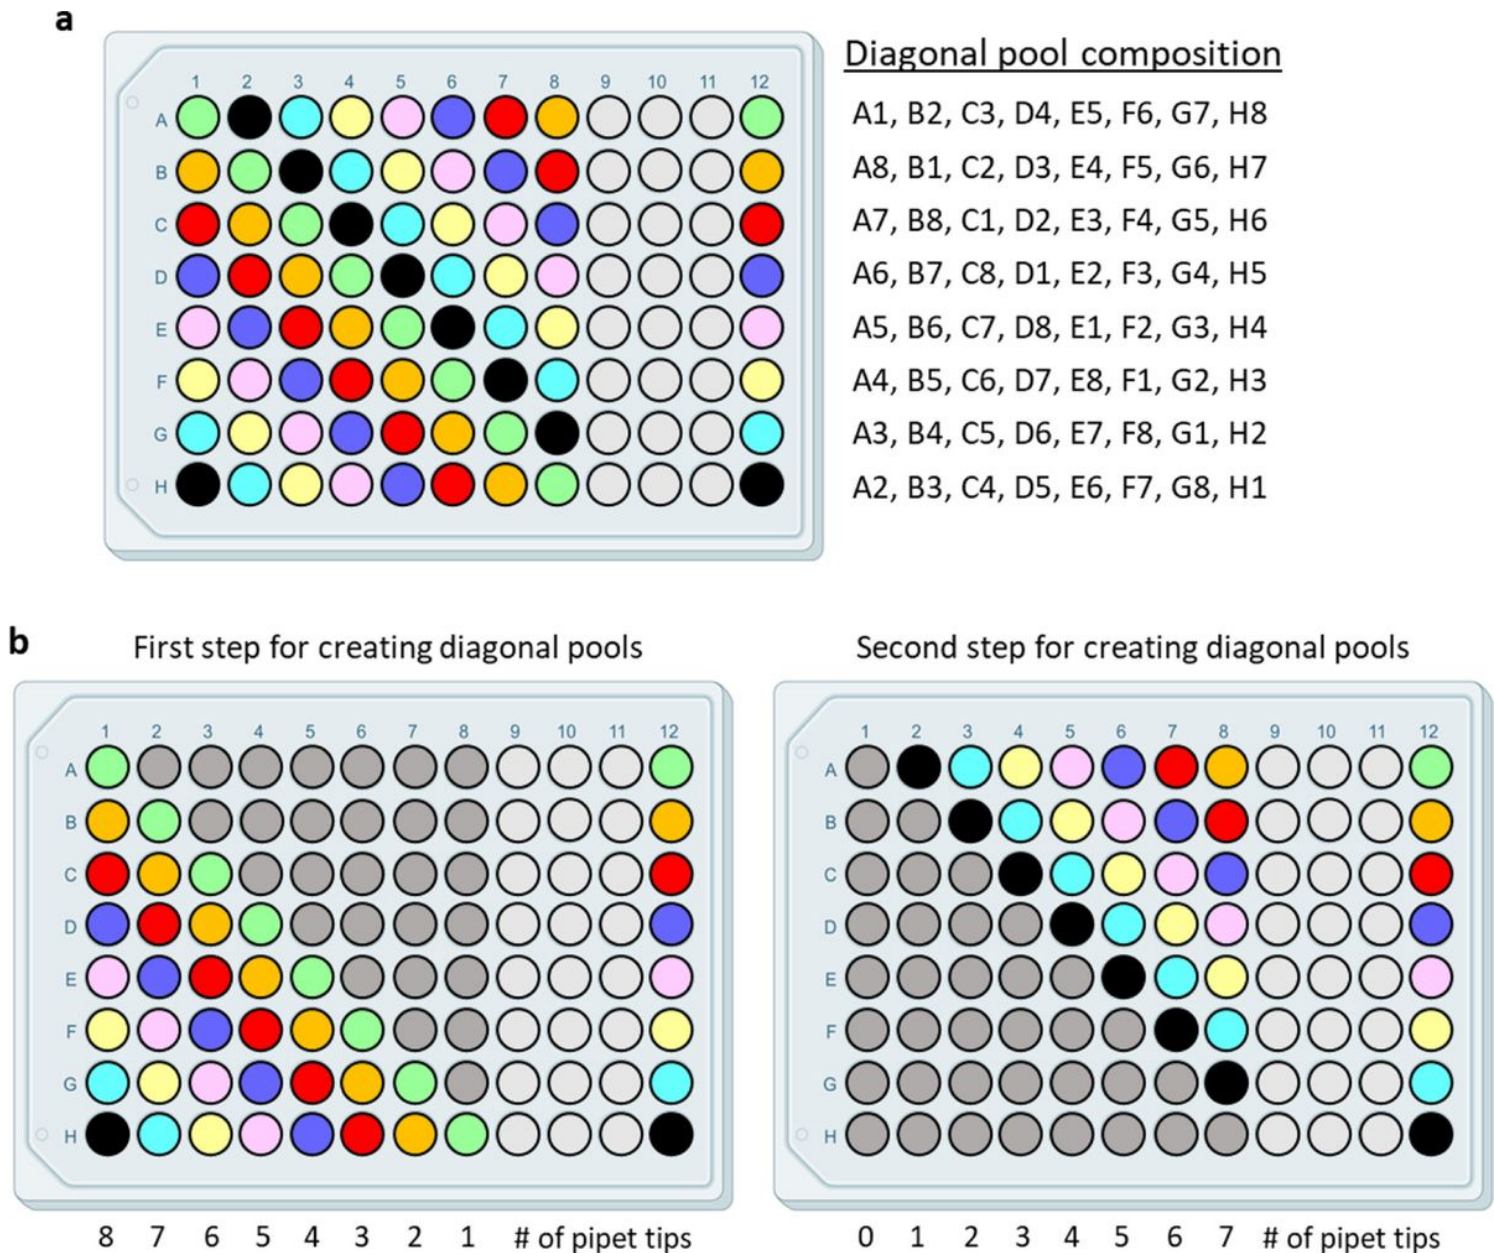 a
Diagonal pool composition
1 2 3 4 5 6 7 8 9 10 11 12
A
B
C
D
E
F
G
H
A1, B2, C3, D4, E5, F6, G7, H8
A8, B1, C2, D3, E4, F5, G6, H7
A7, B8, C1, D2, E3, F4, G5, H6
A6, B7, C8, D1, E2, F3, G4, H5
A5, B6, C7, D8, E1, F2, G3, H4
A4, B5, C6, D7, E8, F1, G2, H3
A3, B4, C5, D6, E7, F8, G1, H2
A2, B3, C4, D5, E6, F7, G8, H1
b
First step for creating diagonal pools
1 2 3 4 5 6 7 8 9 10 11 12
A
B
C
D
E
F
G
H
8 7 6 5 4 3 2 1 # of pipet tips
Second step for creating diagonal pools
1 2 3 4 5 6 7 8 9 10 11 12
A
B
C
D
E
F
G
H
0 1 2 3 4 5 6 7 # of pipet tips